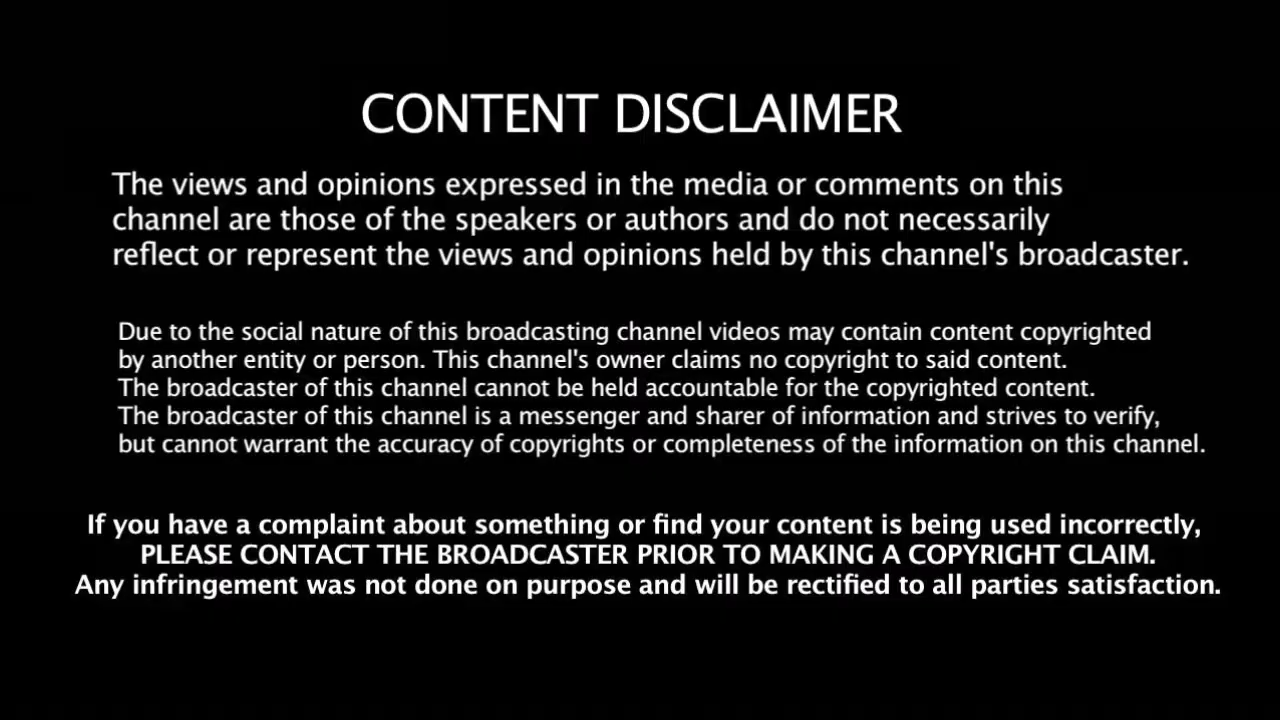 CONTENT DISCLAIMER
The views and opinions expressed in the media or comments on this
channel are those of the speakers or authors and do not necessarily
reflect or represent the views and opinions held by this channel's broadcaster.
Due to the social nature of this broadcasting channel videos may contain content copyrighted
by another entity or person. This channel's owner claims no copyright to said content.
The broadcaster of this channel cannot be held accountable for the copyrighted content.
The broadcaster of this channel is a messenger and sharer of information and strives to verify,
but cannot warrant the accuracy of copyrights or completeness of the information on this channel.
If you have a complaint about something or find your content is being used incorrectly,
PLEASE CONTACT THE BROADCASTER PRIOR TO MAKING A COPYRIGHT CLAIM.
Any infringement was not done on purpose and will be rectified to all parties satisfaction.